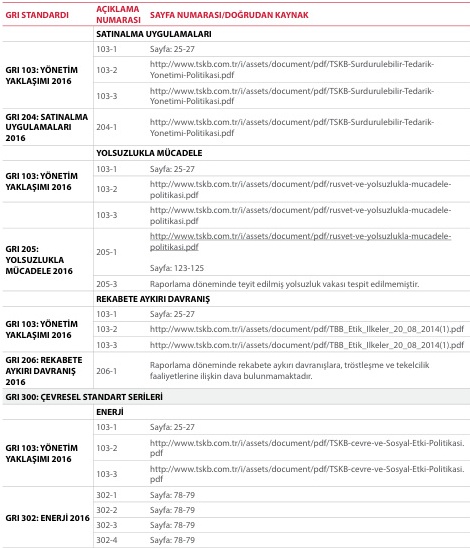 GRI STANDARDI
AÇIKLAMA
NUMARASI
SAYFA NUMARASI/DOĞRUDAN KAYNAK
SATINALMA UYGULAMALARI
GRI 103: YÖNETİM
YAKLAŞIMI 2016
103-1 Sayfa: 25-27
103-2 http://www.tskb.com.tr/i/assets/document/pdf/TSKB-Surdurulebilir-Tedarik-
Yonetimi-Politikasi.pdf
103-3 http://www.tskb.com.tr/i/assets/document/pdf/TSKB-Surdurulebilir-Tedarik-
Yonetimi-Politikasi.pdf
GRI 204: SATINALMA
UYGULAMALARI
2016
204-1 http://www.tskb.com.tr/i/assets/document/pdf/TSKB-Surdurulebilir-Tedarik-
Yonetimi-Politikasi.pdf
YOLSUZLUKLA MÜCADELE
GRI 103: YÖNETİM
YAKLAŞIMI 2016
103-1 Sayfa: 25-27
103-2 http://www.tskb.com.tr/i/assets/document/pdf/rusvet-ve-yolsuzlukla-mucadele-
politikasi.pdf
103-3 http://www.tskb.com.tr/i/assets/document/pdf/rusvet-ve-yolsuzlukla-mucadele-
politikasi.pdf
GRI 205:
YOLSUZLUKLA
MÜCADELE 2016
205-1 http://www.tskb.com.tr/i/assets/document/pdf/rusvet-ve-yolsuzlukla-mucadele-
politikasi.pdf
Sayfa: 123-125
205-3 Raporlama döneminde teyit edilmiş yolsuzluk vakası tespit edilmemiştir.
REKABETE AYKIRI DAVRANIŞ
GRI 103: YÖNETİM
YAKLAŞIMI 2016
103-1 Sayfa: 25-27
103-2 http://www.tskb.com.tr/i/assets/document/pdf/TBB_Etik_Ilkeler_20_08_2014(1).pdf
103-3 http://www.tskb.com.tr/i/assets/document/pdf/TBB_Etik_Ilkeler_20_08_2014(1).pdf
GRI 206: REKABETE
AYKIRI DAVRANIŞ
2016
206-1 Raporlama döneminde rekabete aykırı davranışlara, tröstleşme ve tekelcilik
faaliyetlerine ilişkin dava bulunmamaktadır.
GRI 300: ÇEVRESEL STANDART SERİLERİ
ENERJİ
GRI 103: YÖNETİM
YAKLAŞIMI 2016
103-1 Sayfa: 25-27
103-2 http://www.tskb.com.tr/i/assets/document/pdf/TSKB-cevre-ve-Sosyal-Etki-Politikasi.
pdf
103-3 http://www.tskb.com.tr/i/assets/document/pdf/TSKB-cevre-ve-Sosyal-Etki-Politikasi.
pdf
GRI 302: ENERJİ 2016
302-1 Sayfa: 78-79
302-2 Sayfa: 78-79
302-3 Sayfa: 78-79
302-4 Sayfa: 78-79